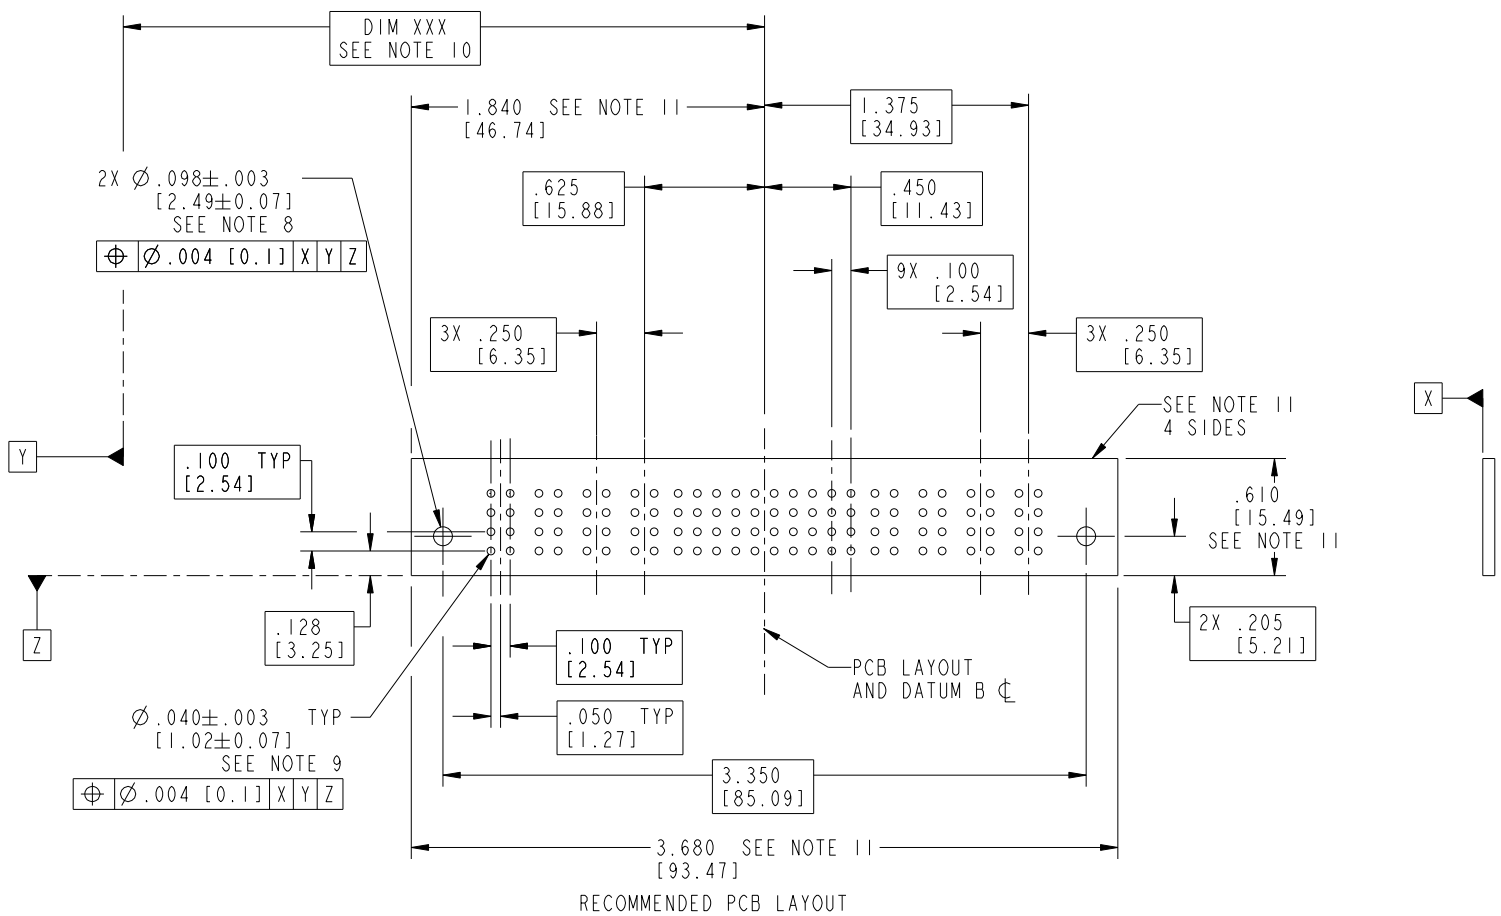 DIM XXX
SEE NOTE 10
1.840 SEE NOTE 11
[46.74]
1.375
[34.93]
2X Ø.098±.003
[2.49±0.07]
SEE NOTE 8
⌖ Ø.004 [0.1] X Y Z
.625
[15.88]
.450
[11.43]
9X .100
[2.54]
3X .250
[6.35]
3X .250
[6.35]
X
SEE NOTE 11
4 SIDES
Y
.100 TYP
[2.54]
.610
[15.49]
SEE NOTE 11
Z
.128
[3.25]
.100 TYP
[2.54]
2X .205
[5.21]
PCB LAYOUT
AND DATUM B ℄
Ø.040±.003 TYP
[1.02±0.07]
SEE NOTE 9
⌖ Ø.004 [0.1] X Y Z
.050 TYP
[1.27]
3.350
[85.09]
3.680 SEE NOTE 11
[93.47]
RECOMMENDED PCB LAYOUT